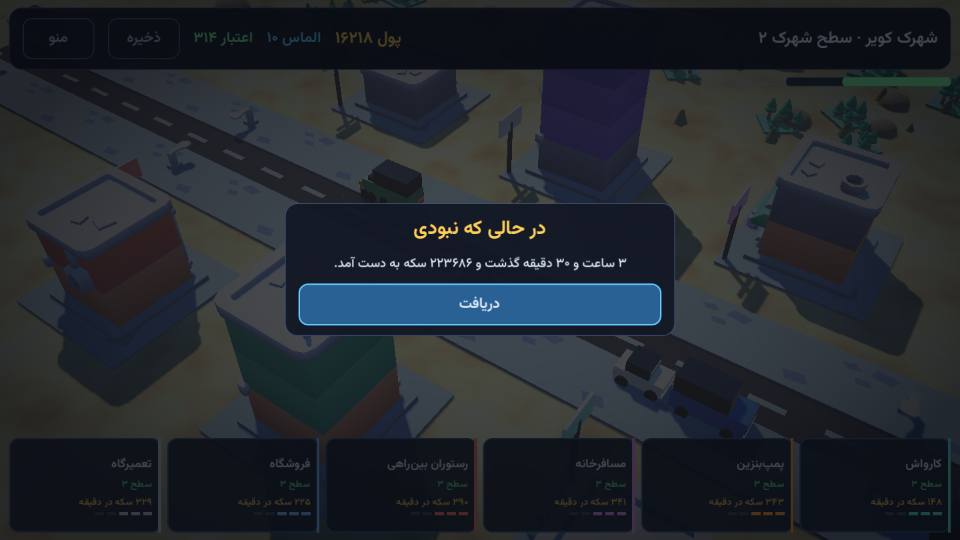 شهرک کویر · سطح شهرک ۲
پول ۱۶۲۱۸
الماس ۱۰
اعتبار ۳۱۴
ذخیره
منو
در حالی که نبودی
۳ ساعت و ۳۰ دقیقه گذشت و ۲۲۳۶۸۶ سکه به دست آمد.
دریافت
کارواش
سطح ۳
۱۴۸ سکه در دقیقه
پمپ‌بنزین
سطح ۳
۳۴۳ سکه در دقیقه
مسافرخانه
سطح ۳
۳۴۱ سکه در دقیقه
رستوران بین‌راهی
سطح ۳
۳۹۰ سکه در دقیقه
فروشگاه
سطح ۳
۲۲۵ سکه در دقیقه
تعمیرگاه
سطح ۳
۳۲۹ سکه در دقیقه